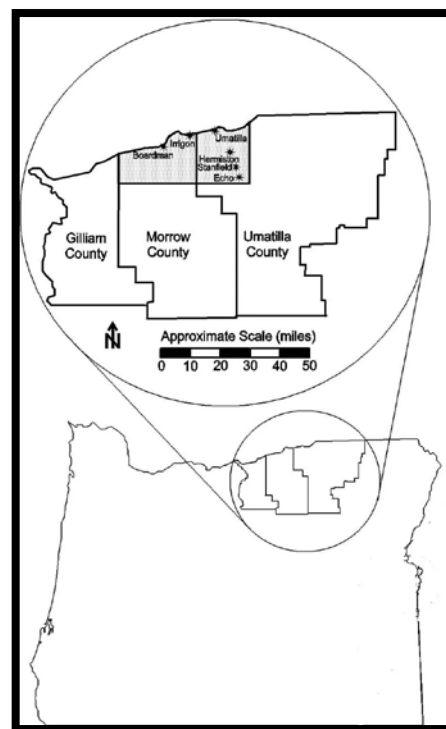 Umatilla
Irrigon
Boardman
Hermiston
Stanfield
Echo
Gilliam
County
Morrow
County
Umatilla
County
N
Approximate Scale (miles)
0 10 20 30 40 50